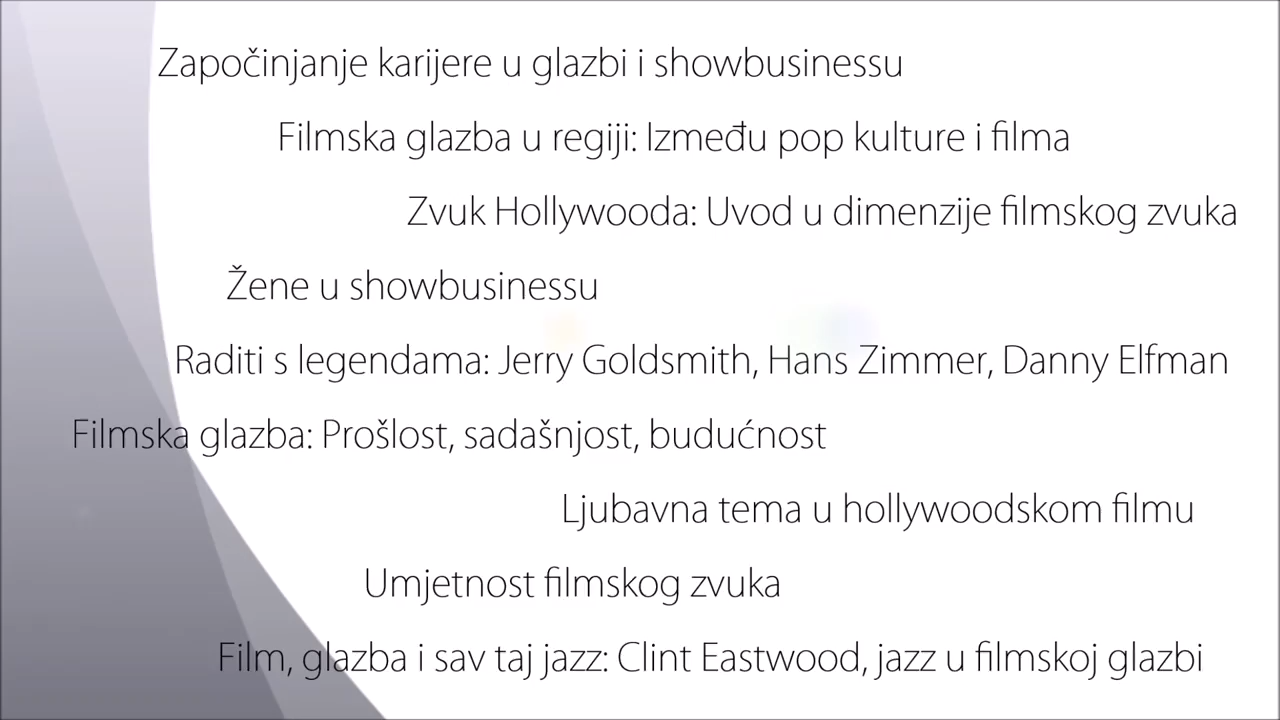 Započinjanje karijere u glazbi i showbusinessu
Filmska glazba u regiji: Između pop kulture i filma
Zvuk Hollywooda: Uvod u dimenzije filmskog zvuka
Žene u showbusinessu
Raditi s legendama: Jerry Goldsmith, Hans Zimmer, Danny Elfman
Filmska glazba: Prošlost, sadašnjost, budućnost
Ljubavna tema u hollywoodskom filmu
Umjetnost filmskog zvuka
Film, glazba i sav taj jazz: Clint Eastwood, jazz u filmskoj glazbi